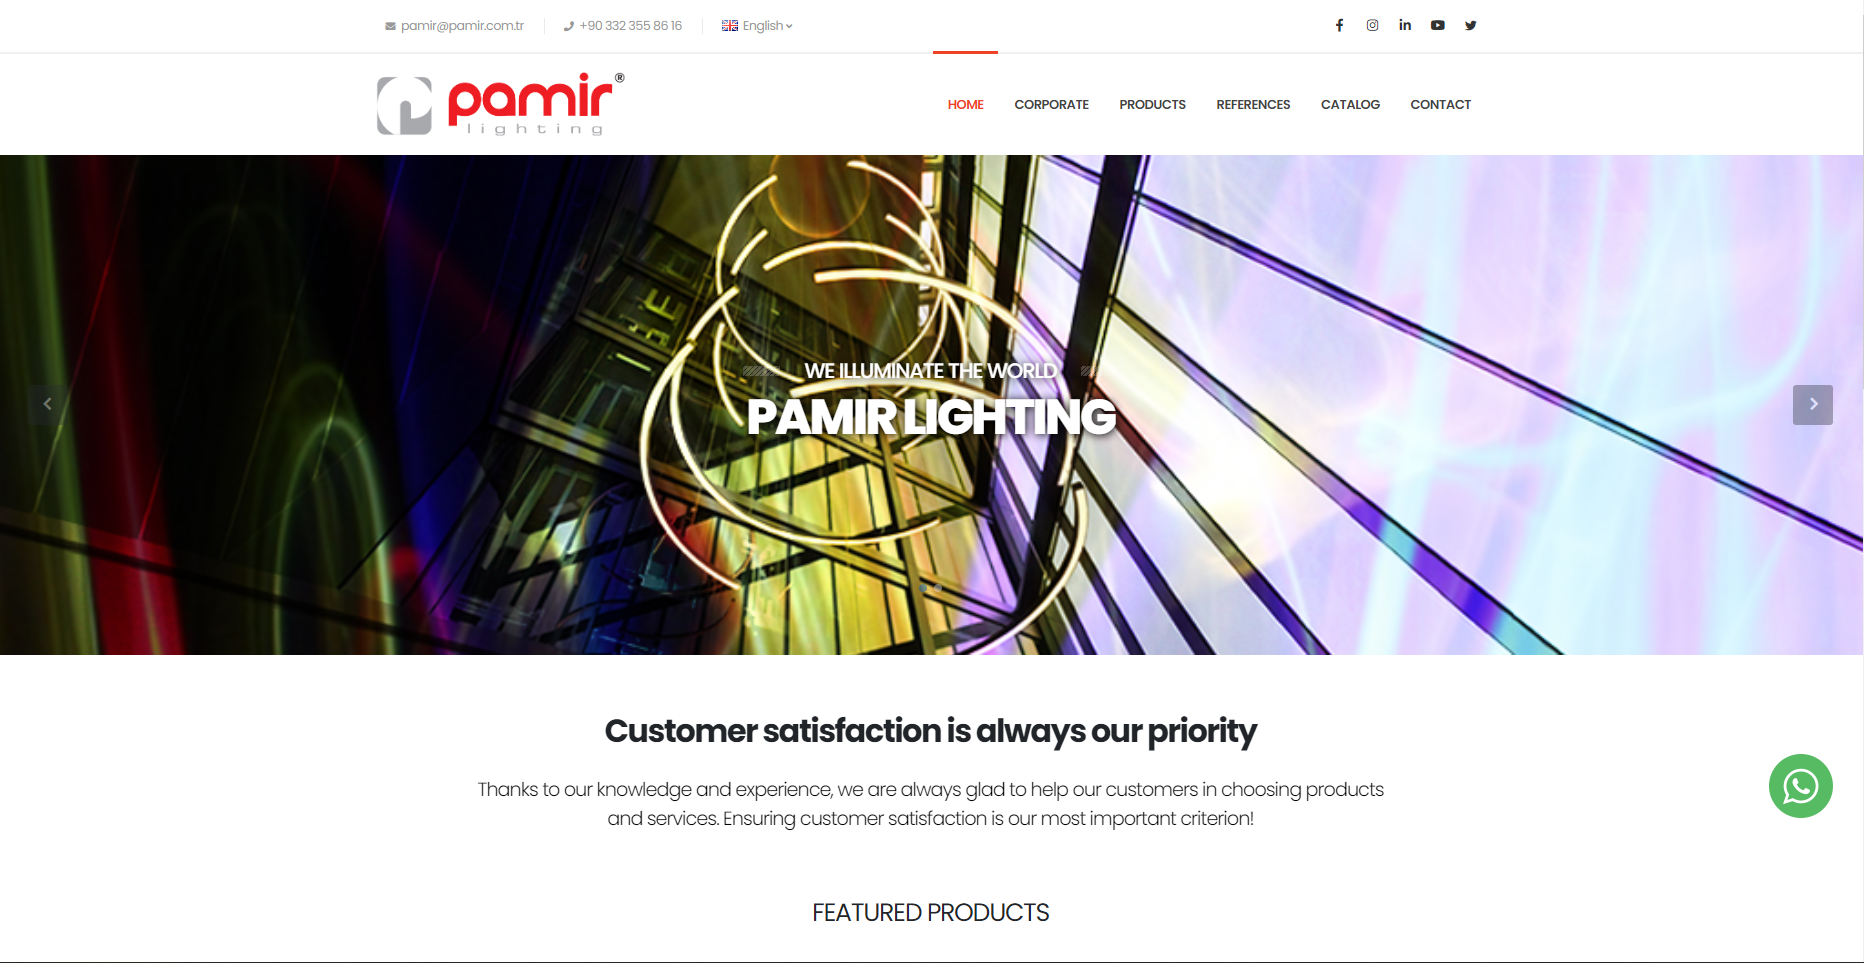 pamir@pamir.com.tr
+90 332 355 86 16
English
pamir®
lighting
HOME
CORPORATE
PRODUCTS
REFERENCES
CATALOG
CONTACT
WE ILLUMINATE THE WORLD
PAMIR LIGHTING
Customer satisfaction is always our priority
Thanks to our knowledge and experience, we are always glad to help our customers in choosing products
and services. Ensuring customer satisfaction is our most important criterion!
FEATURED PRODUCTS